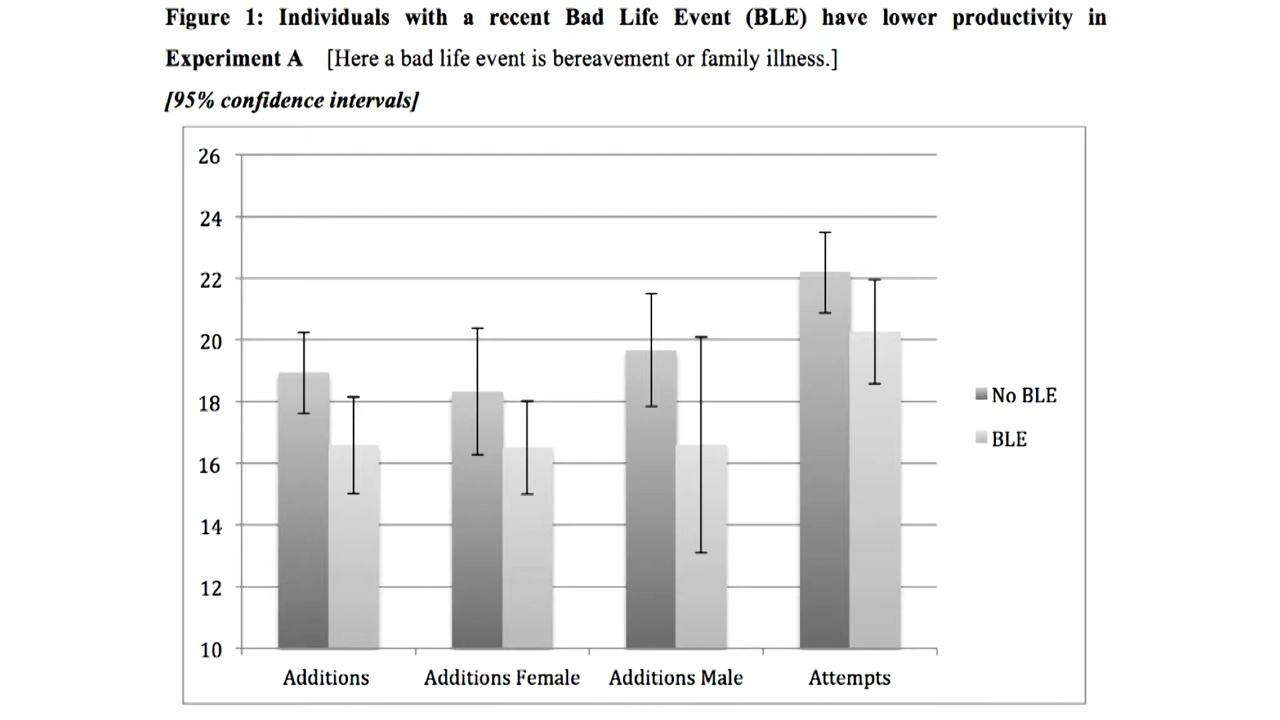 Figure 1: Individuals with a recent Bad Life Event (BLE) have lower productivity in
Experiment A [Here a bad life event is bereavement or family illness.]
[95% confidence intervals]
26
24
22
20
18
16
14
12
10
No BLE
BLE
Additions
Additions Female
Additions Male
Attempts